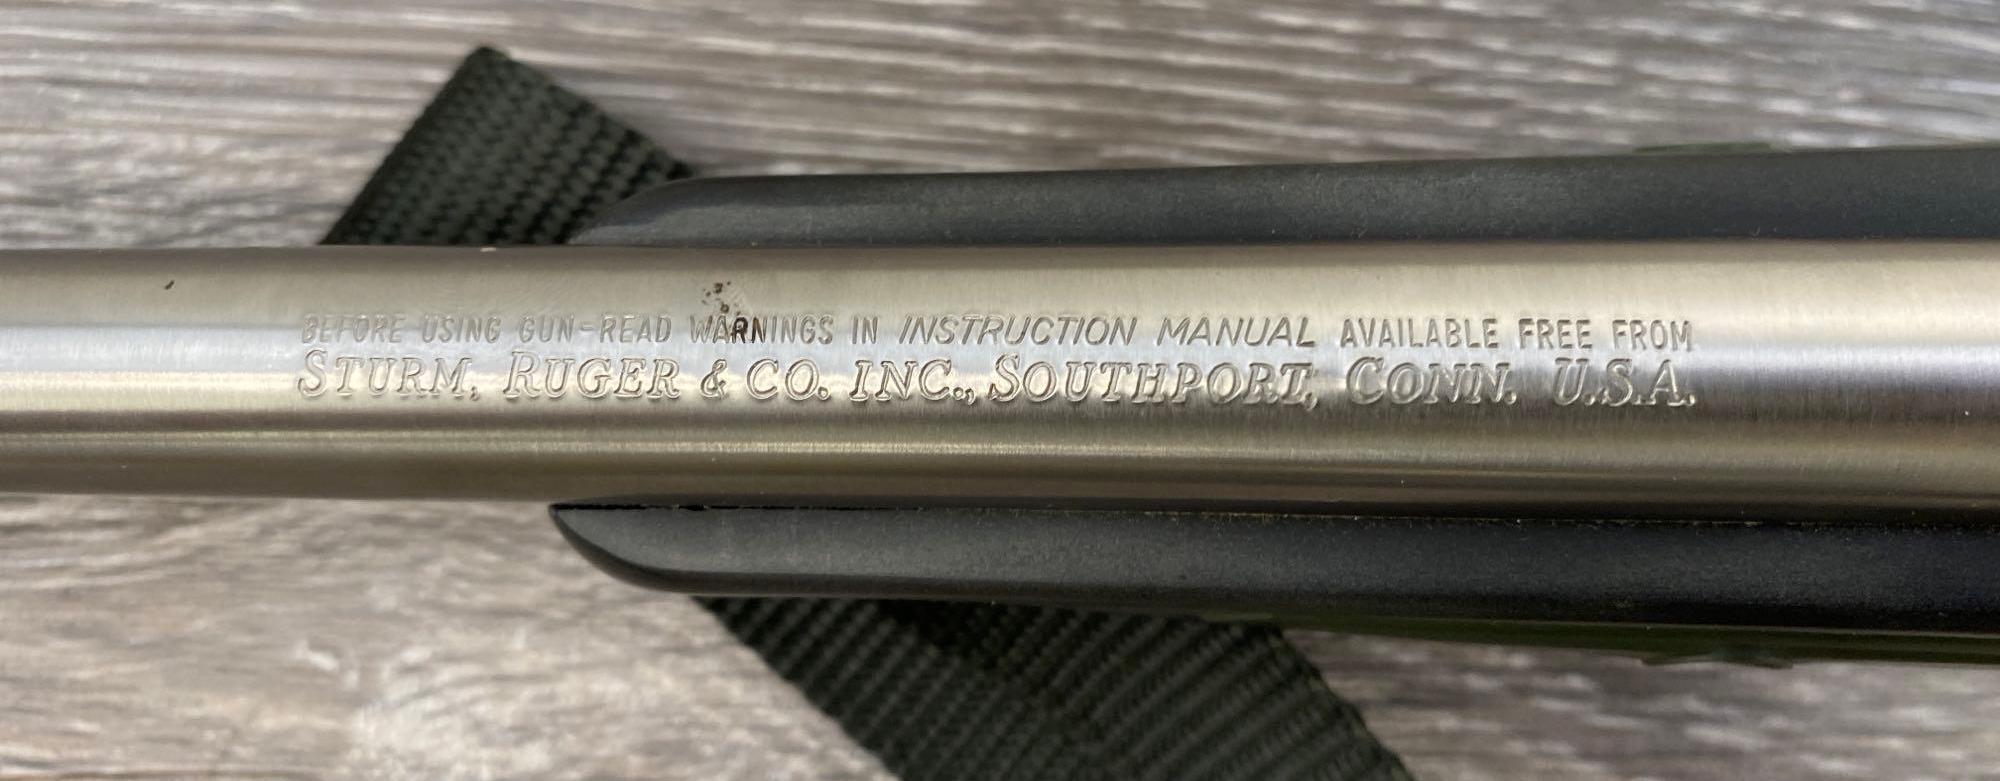 BEFORE USING GUN-READ WARNINGS IN INSTRUCTION MANUAL AVAILABLE FREE FROM
STURM, RUGER & CO. INC., SOUTHPORT, CONN. U.S.A.